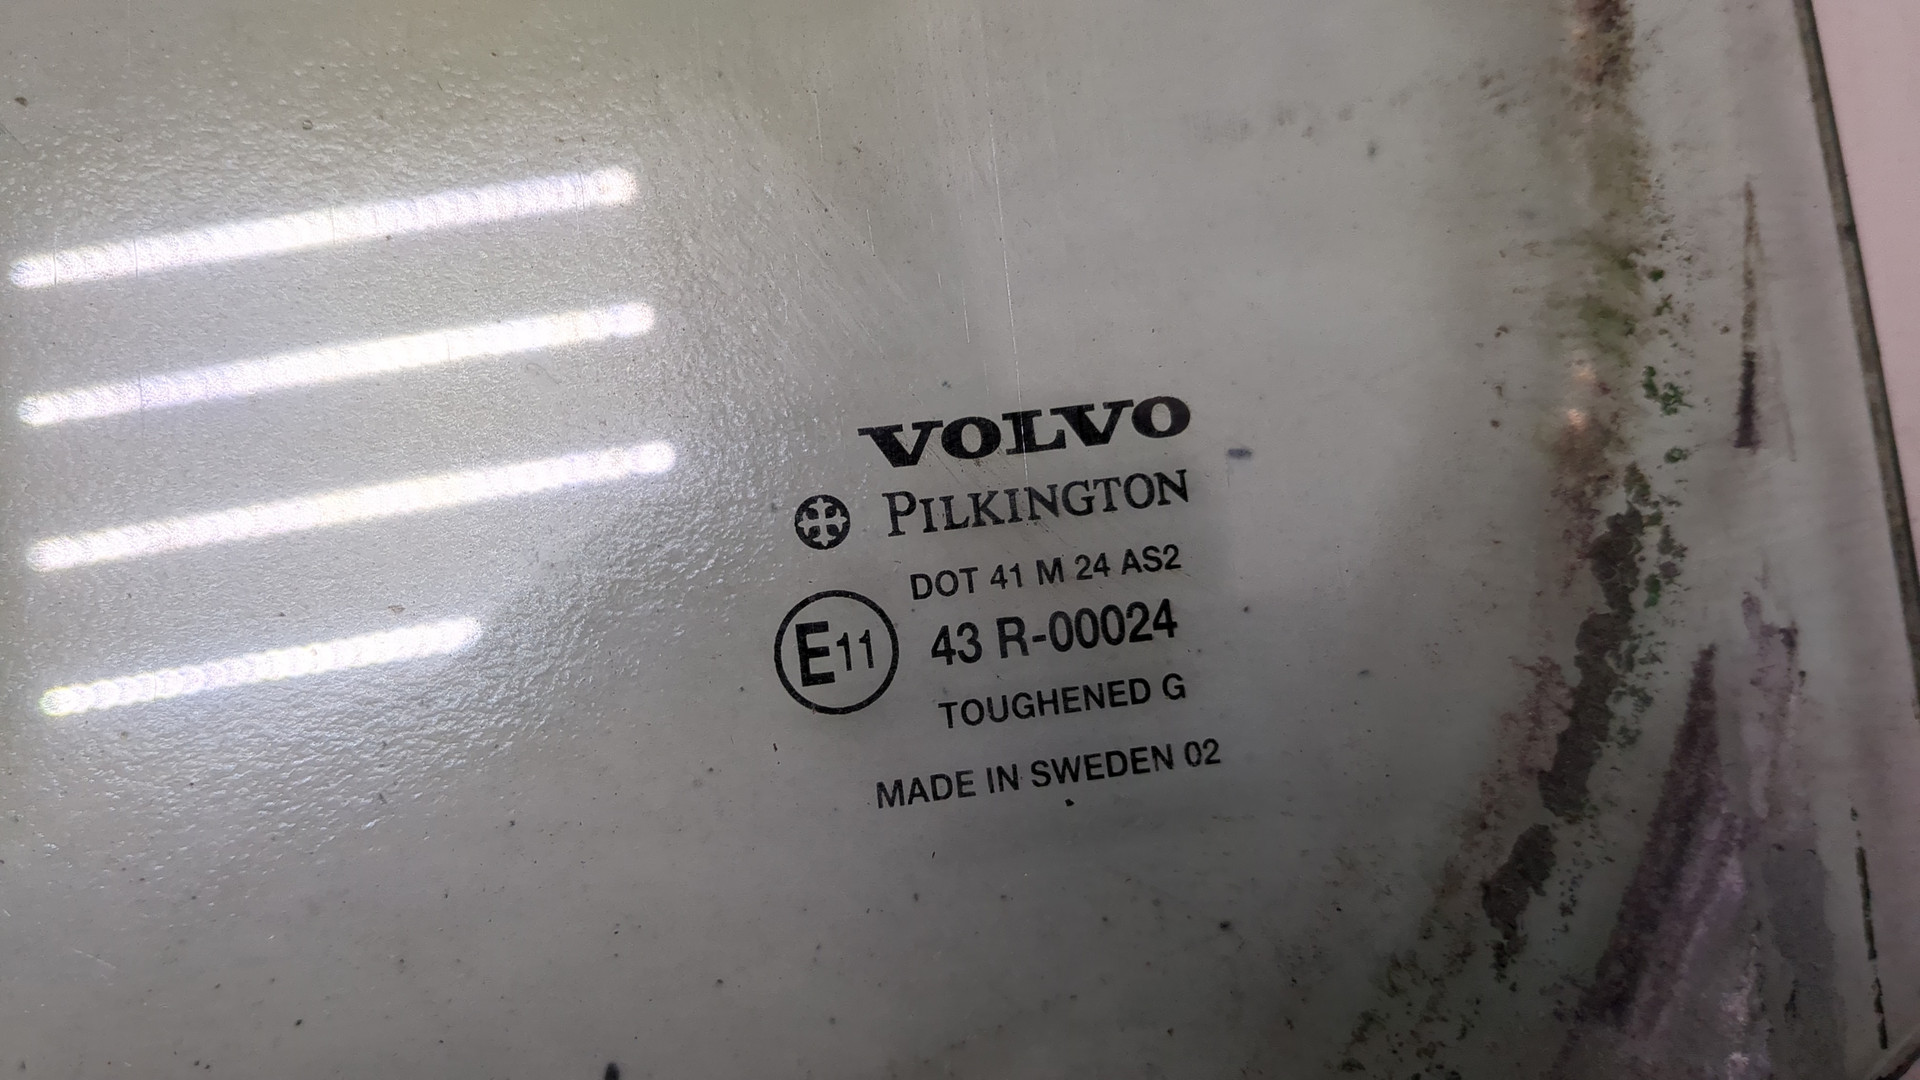 VOLVO
PILKINGTON
DOT 41 M 24 AS2
E11 43 R-00024
TOUGHENED G
MADE IN SWEDEN 02